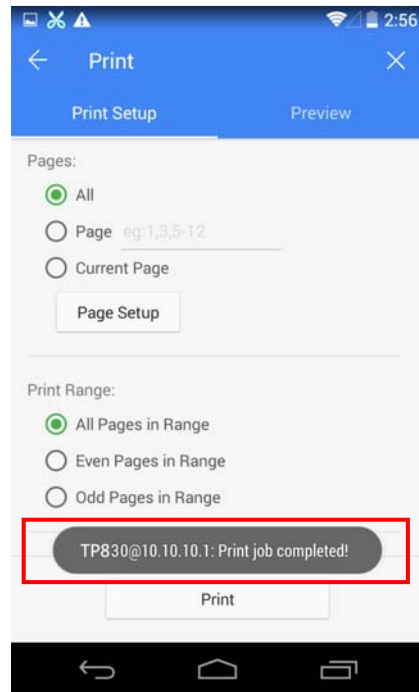 2:56
Print
Print Setup Preview
Pages:
All
Page eg:1,3,5-12
Current Page
Page Setup
Print Range:
All Pages in Range
Even Pages in Range
Odd Pages in Range
TP830@10.10.10.1: Print job completed!
Print